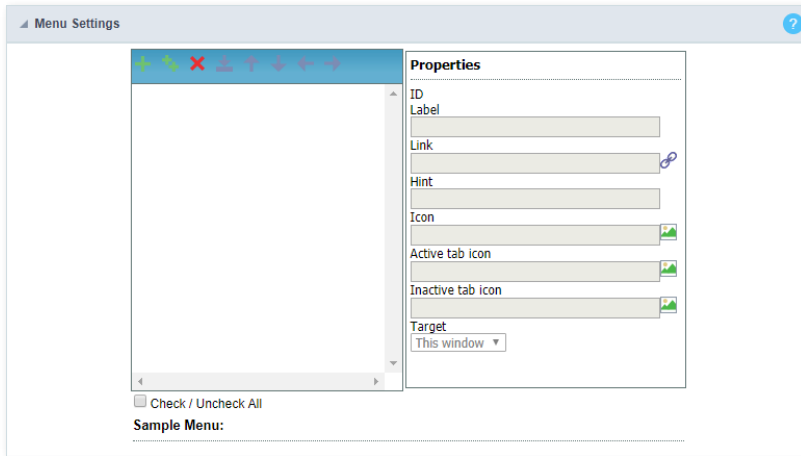 Menu Settings
?
Properties
ID
Label
Link
Hint
Icon
Active tab icon
Inactive tab icon
Target
This window
Check / Uncheck All
Sample Menu: